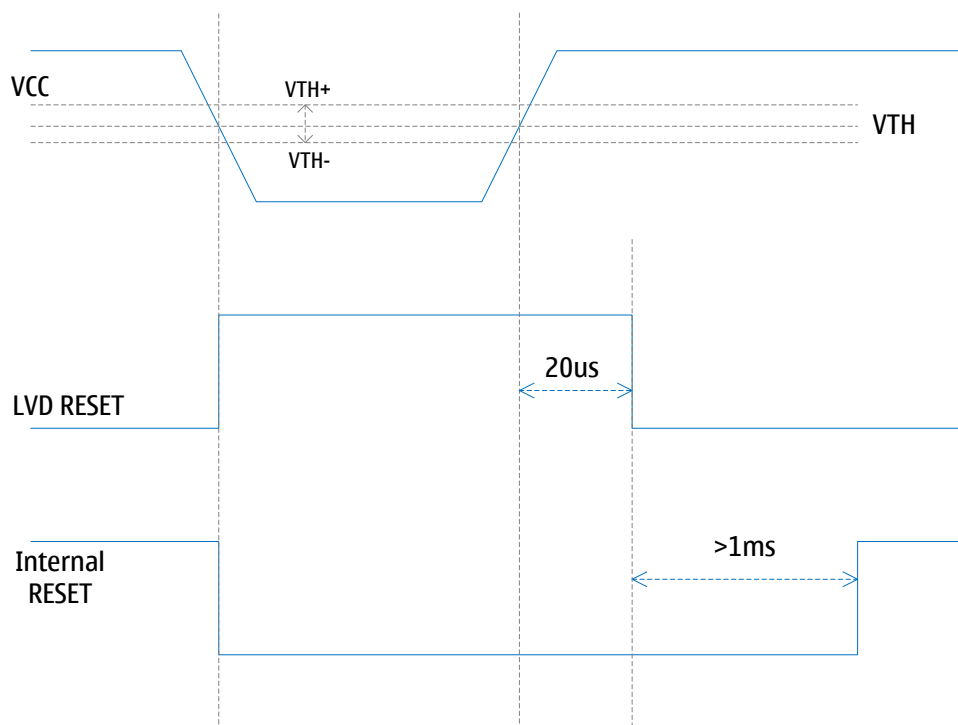 VCC
VTH+
VTH
VTH-
20us
LVD RESET
>1ms
Internal
RESET